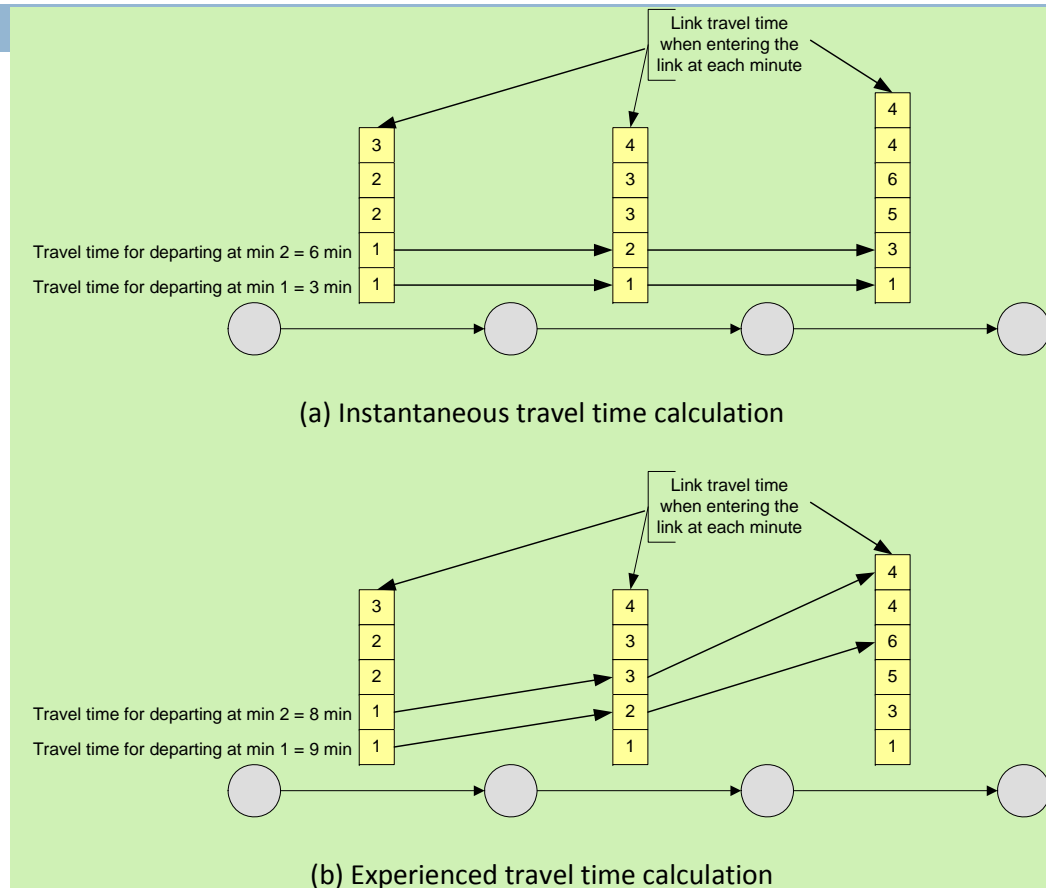 Link travel time
when entering the
link at each minute
3
2
2
1
1
4
3
3
2
1
4
4
6
5
3
1
Travel time for departing at min 2 = 6 min
Travel time for departing at min 1 = 3 min
(a) Instantaneous travel time calculation
Link travel time
when entering the
link at each minute
3
2
2
1
1
4
3
3
2
1
4
4
6
5
3
1
Travel time for departing at min 2 = 8 min
Travel time for departing at min 1 = 9 min
(b) Experienced travel time calculation